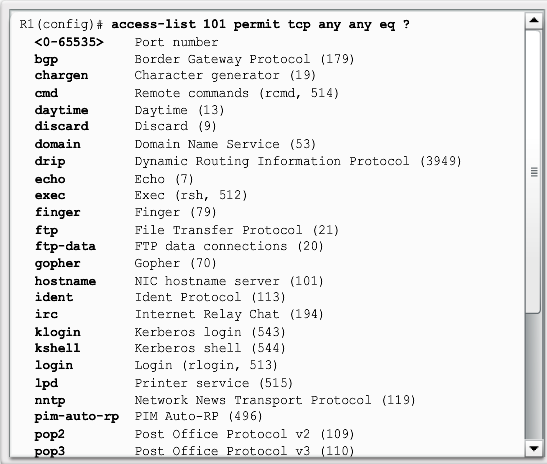 R1(config)# access-list 101 permit tcp any any eq ?
<0-65535> Port number
bgp Border Gateway Protocol (179)
chargen Character generator (19)
cmd Remote commands (rcmd, 514)
daytime Daytime (13)
discard Discard (9)
domain Domain Name Service (53)
drip Dynamic Routing Information Protocol (3949)
echo Echo (7)
exec Exec (rsh, 512)
finger Finger (79)
ftp File Transfer Protocol (21)
ftp-data FTP data connections (20)
gopher Gopher (70)
hostname NIC hostname server (101)
ident Ident Protocol (113)
irc Internet Relay Chat (194)
klogin Kerberos login (543)
kshell Kerberos shell (544)
login Login (rlogin, 513)
lpd Printer service (515)
nntp Network News Transport Protocol (119)
pim-auto-rp PIM Auto-RP (496)
pop2 Post Office Protocol v2 (109)
pop3 Post Office Protocol v3 (110)